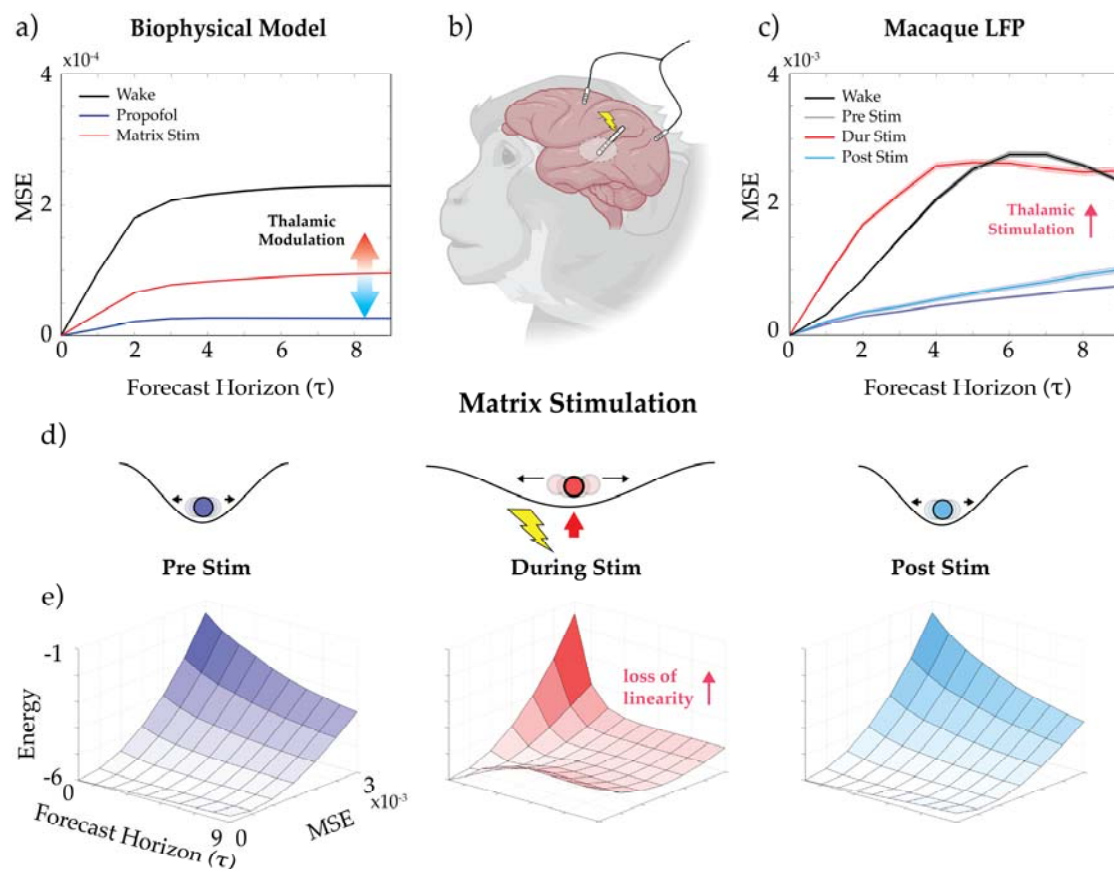 a)
Biophysical Model
x10-4
4
2
0
MSE
Wake
Propofol
Matrix Stim
Thalamic
Modulation
0 2 4 6 8
Forecast Horizon (τ)
b)
c)
Macaque LFP
x10-3
4
2
0
MSE
Wake
Pre Stim
Dur Stim
Post Stim
Thalamic
Stimulation
0 2 4 6 8
Forecast Horizon (τ)
Matrix Stimulation
d)
Pre Stim
During Stim
Post Stim
e)
-1
Energy
-6
0
Forecast Horizon (τ)
9
0
MSE
3
x10-3
loss of
linearity